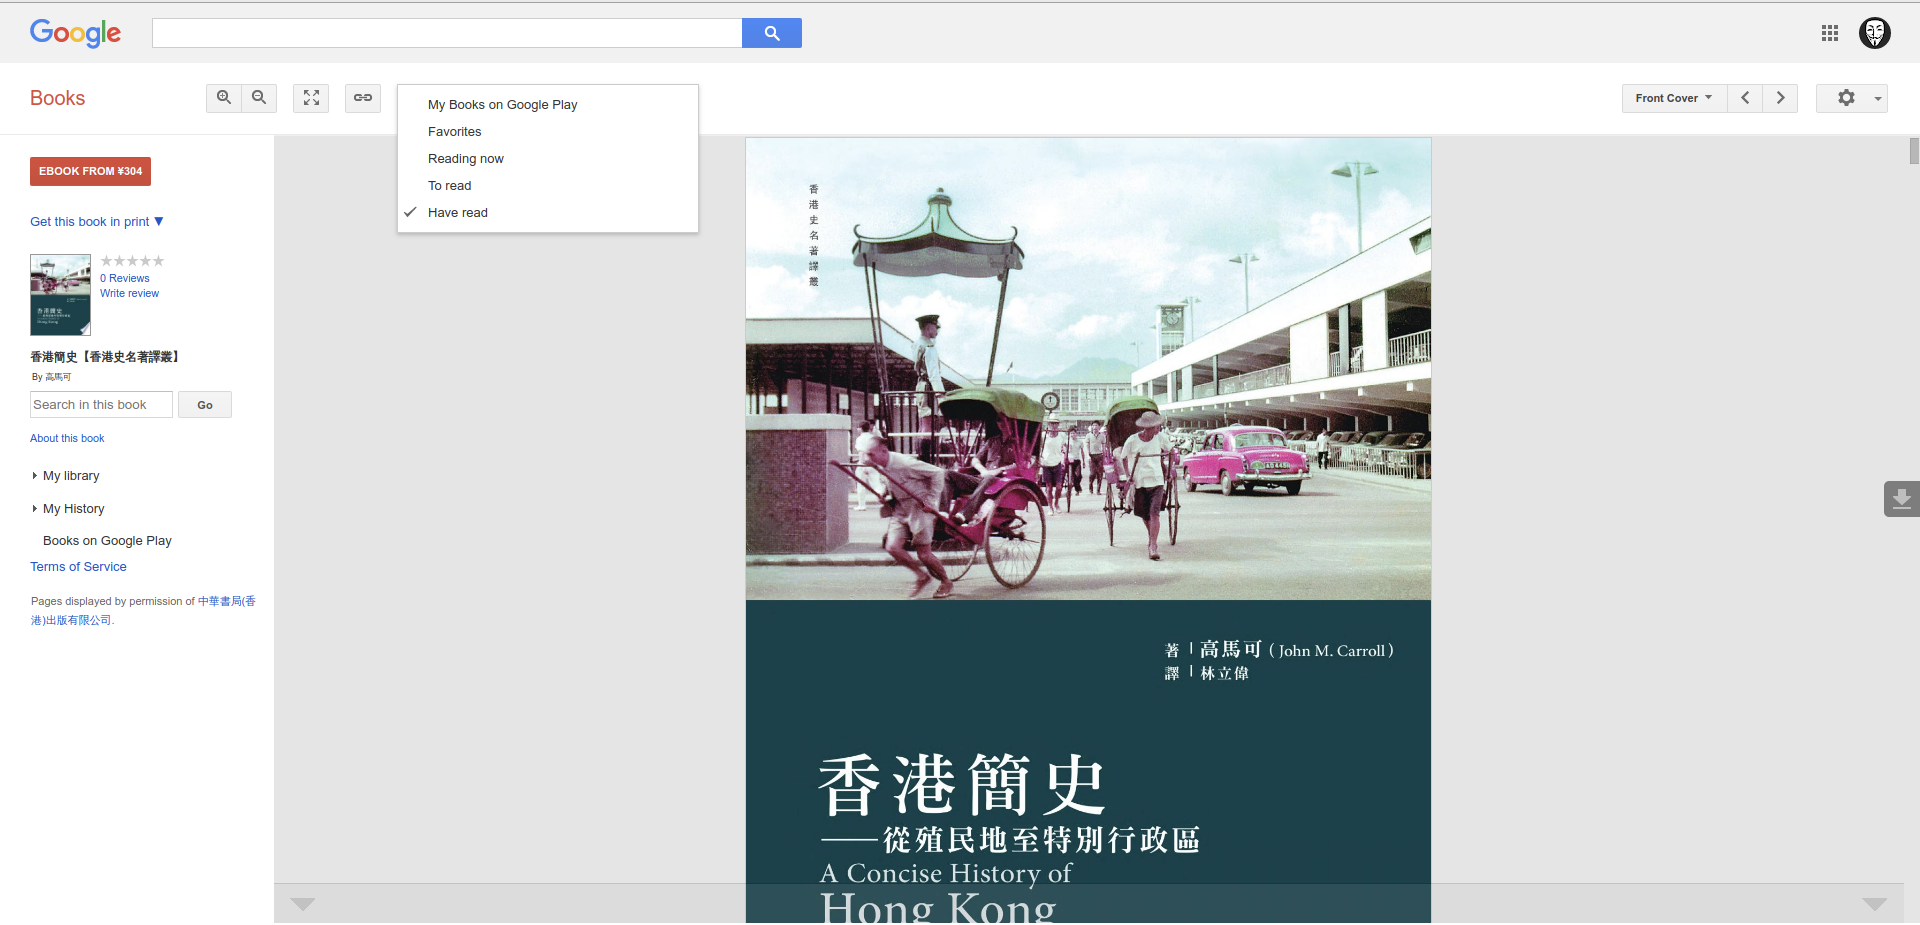 Google
Books
My Books on Google Play
Favorites
Reading now
To read
Have read
Front Cover
EBOOK FROM ¥304
Get this book in print ▼
0 Reviews
Write review
香港簡史【香港史名著譯叢】
By 高馬可
Search in this book
Go
About this book
My library
My History
Books on Google Play
Terms of Service
Pages displayed by permission of 中華書局(香
港)出版有限公司.
香港史名著譯叢
著 | 高馬可 ( John M. Carroll )
譯 | 林立偉
香港簡史
——從殖民地至特別行政區
A Concise History of
Hong Kong